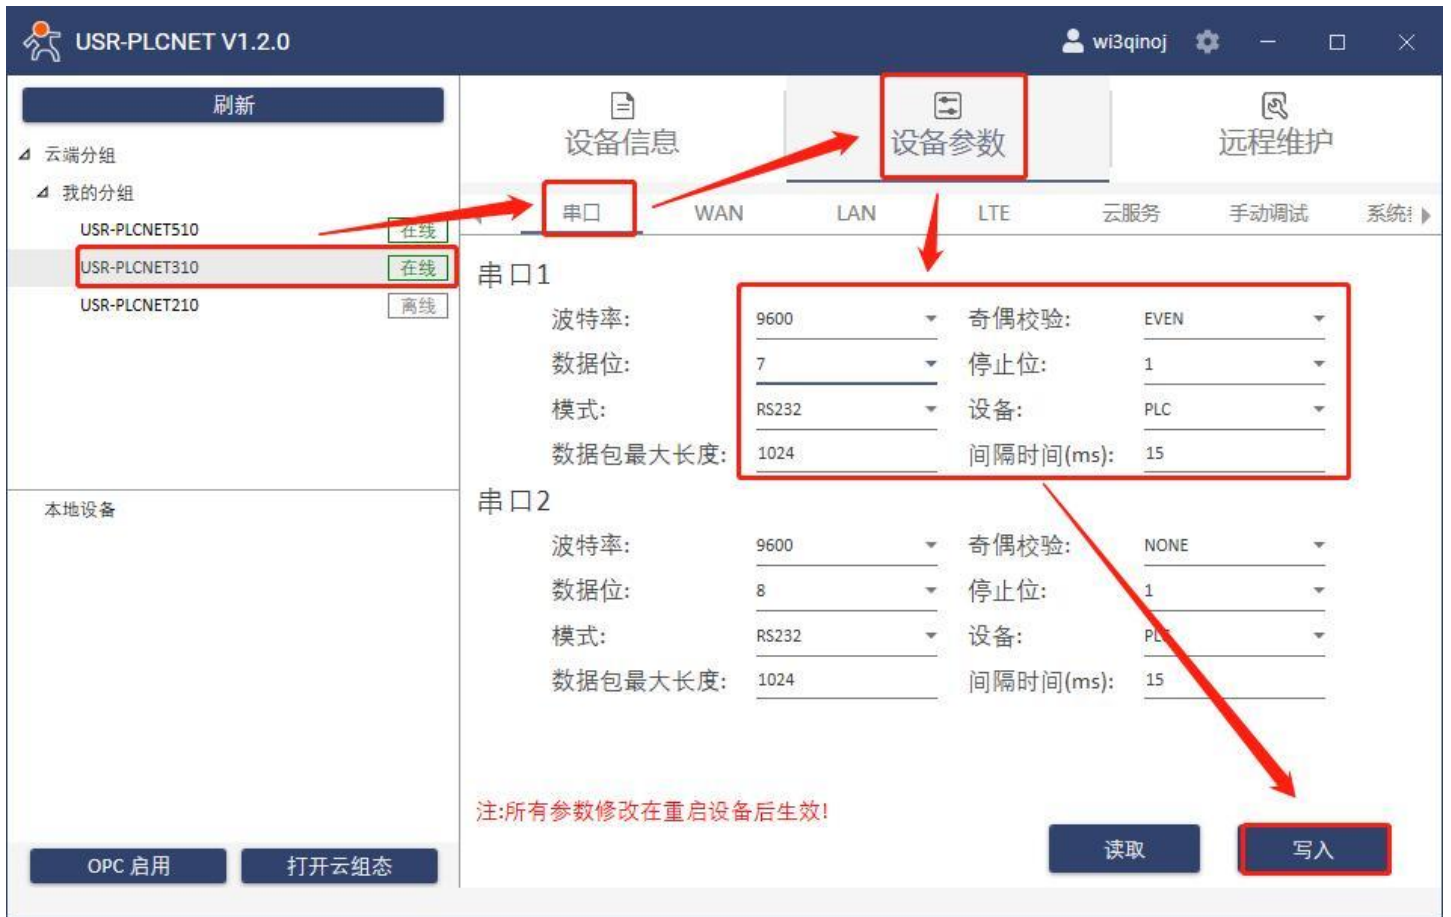 USR-PLCNET V1.2.0
wi3qinoj
刷新
云端分组
我的分组
USR-PLCNET510 在线
USR-PLCNET310 在线
USR-PLCNET210 离线
本地设备
OPC 启用 打开云组态
设备信息 设备参数 远程维护
串口 WAN LAN LTE 云服务 手动调试 系统
串口1
波特率: 9600 奇偶校验: EVEN
数据位: 7 停止位: 1
模式: RS232 设备: PLC
数据包最大长度: 1024 间隔时间(ms): 15
串口2
波特率: 9600 奇偶校验: NONE
数据位: 8 停止位: 1
模式: RS232 设备: PLC
数据包最大长度: 1024 间隔时间(ms): 15
注:所有参数修改在重启设备后生效!
读取 写入